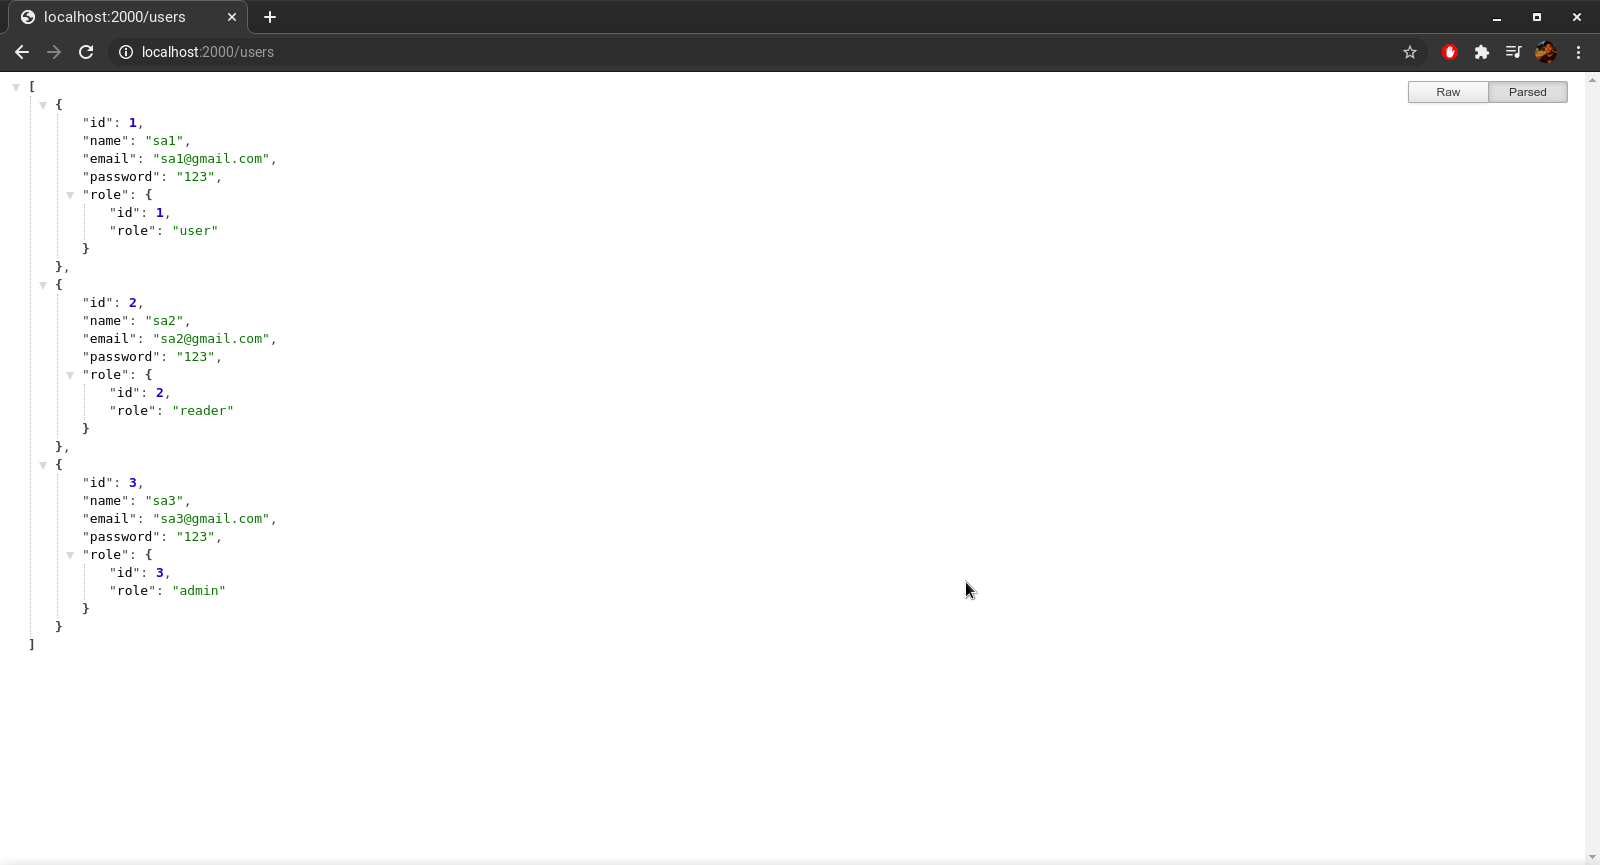 localhost:2000/users
localhost:2000/users
Raw Parsed
[
{
"id": 1,
"name": "sa1",
"email": "sa1@gmail.com",
"password": "123",
"role": {
"id": 1,
"role": "user"
}
},
{
"id": 2,
"name": "sa2",
"email": "sa2@gmail.com",
"password": "123",
"role": {
"id": 2,
"role": "reader"
}
},
{
"id": 3,
"name": "sa3",
"email": "sa3@gmail.com",
"password": "123",
"role": {
"id": 3,
"role": "admin"
}
}
]